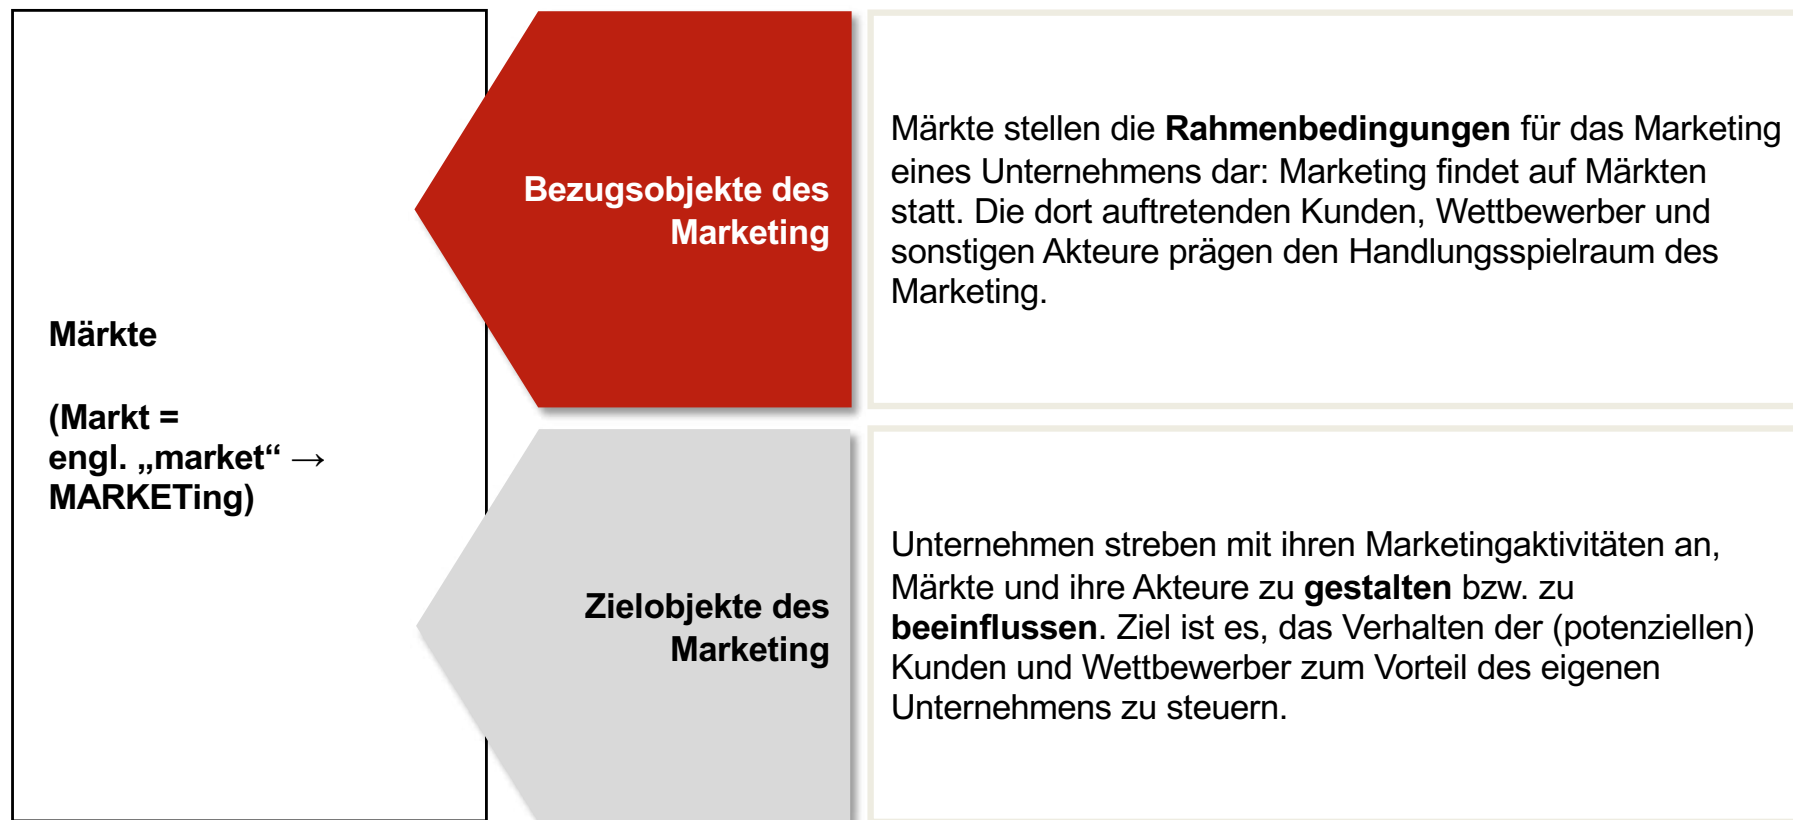 Märkte
(Markt =
engl. „market“ →
MARKETing)
Bezugsobjekte des
Marketing
Märkte stellen die Rahmenbedingungen für das Marketing
eines Unternehmens dar: Marketing findet auf Märkten
statt. Die dort auftretenden Kunden, Wettbewerber und
sonstigen Akteure prägen den Handlungsspielraum des
Marketing.
Zielobjekte des
Marketing
Unternehmen streben mit ihren Marketingaktivitäten an,
Märkte und ihre Akteure zu gestalten bzw. zu
beeinflussen. Ziel ist es, das Verhalten der (potenziellen)
Kunden und Wettbewerber zum Vorteil des eigenen
Unternehmens zu steuern.